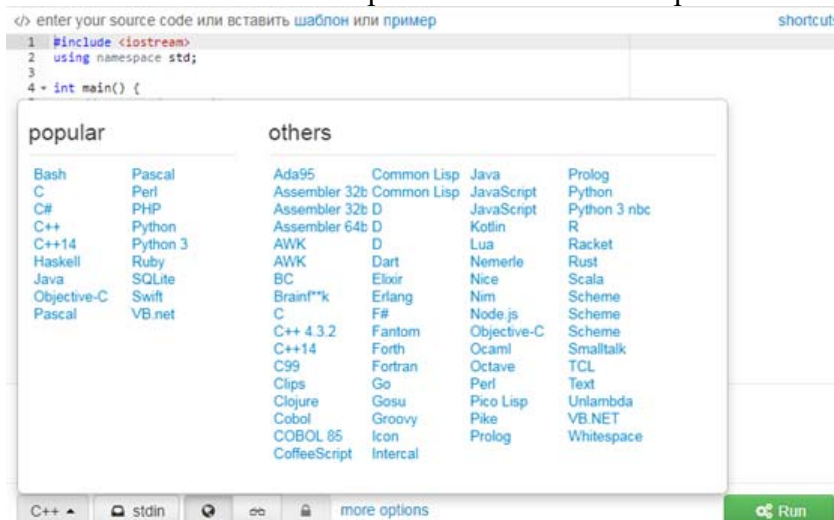 </> enter your source code или вставить шаблон или пример shortcuts
1 #include <iostream>
2 using namespace std;
3
4 int main() {
popular others
Bash Pascal Ada95 Common Lisp Java Prolog
C Perl Assembler 32b Common Lisp JavaScript Python
C# PHP Assembler 32b D JavaScript Python 3 nbc
C++ Python Assembler 64b D Kotlin R
C++14 Python 3 AWK D Lua Racket
Haskell Ruby AWK Dart Nemerle Rust
Java SQLite BC Elixir Nice Scala
Objective-C Swift Brainf**k Erlang Nim Scheme
Pascal VB.net C F# Node.js Scheme
C++ 4.3.2 Fantom Objective-C Scheme
C++14 Forth Ocaml Smalltalk
C99 Fortran Octave TCL
Clips Go Perl Text
Clojure Gosu Pico Lisp Unlambda
Cobol Groovy Pike VB.NET
COBOL 85 Icon Prolog Whitespace
CoffeeScript Intercal
C++ stdin more options Run